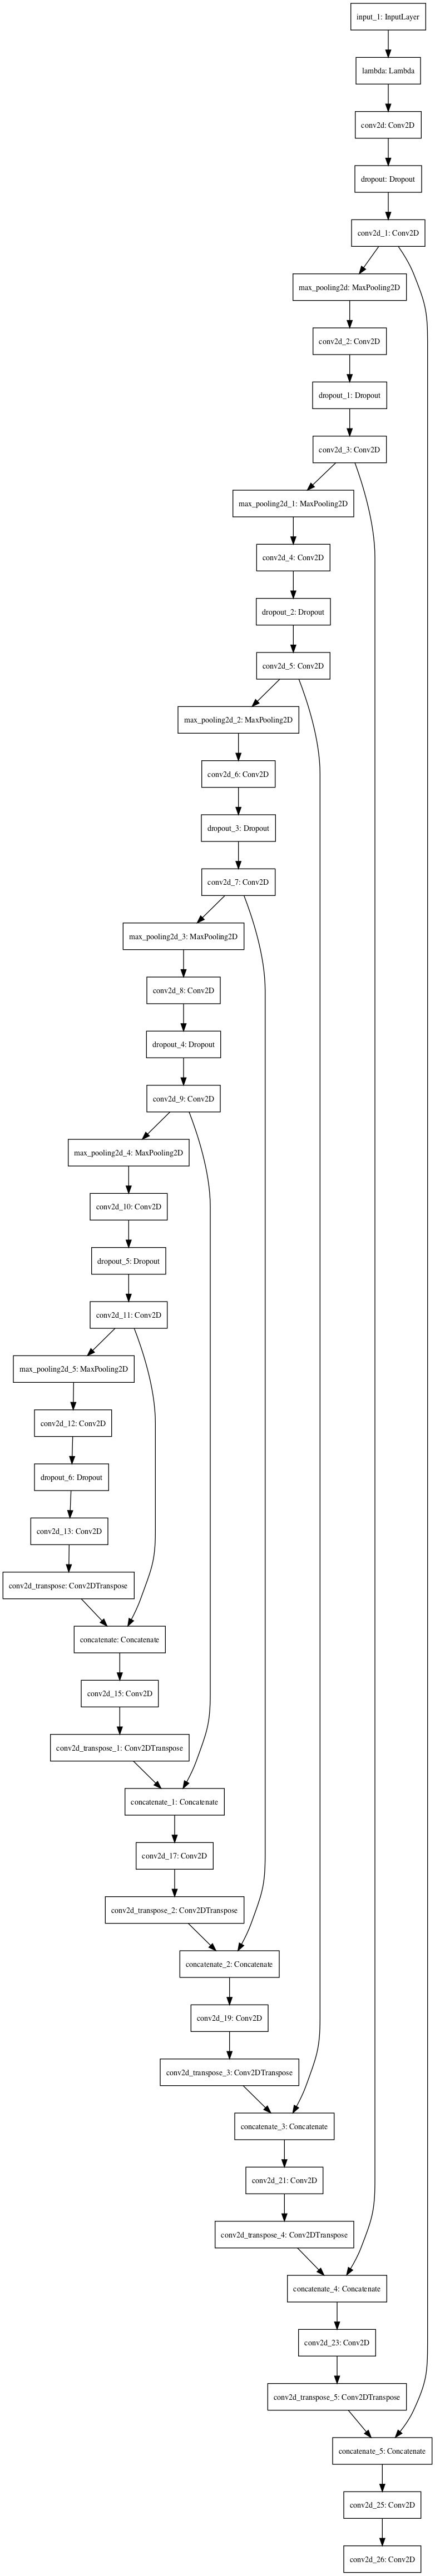 input_1: InputLayer
lambda: Lambda
conv2d: Conv2D
dropout: Dropout
conv2d_1: Conv2D
max_pooling2d: MaxPooling2D
conv2d_2: Conv2D
dropout_1: Dropout
conv2d_3: Conv2D
max_pooling2d_1: MaxPooling2D
conv2d_4: Conv2D
dropout_2: Dropout
conv2d_5: Conv2D
max_pooling2d_2: MaxPooling2D
conv2d_6: Conv2D
dropout_3: Dropout
conv2d_7: Conv2D
max_pooling2d_3: MaxPooling2D
conv2d_8: Conv2D
dropout_4: Dropout
conv2d_9: Conv2D
max_pooling2d_4: MaxPooling2D
conv2d_10: Conv2D
dropout_5: Dropout
conv2d_11: Conv2D
max_pooling2d_5: MaxPooling2D
conv2d_12: Conv2D
dropout_6: Dropout
conv2d_13: Conv2D
conv2d_transpose: Conv2DTranspose
concatenate: Concatenate
conv2d_15: Conv2D
conv2d_transpose_1: Conv2DTranspose
concatenate_1: Concatenate
conv2d_17: Conv2D
conv2d_transpose_2: Conv2DTranspose
concatenate_2: Concatenate
conv2d_19: Conv2D
conv2d_transpose_3: Conv2DTranspose
concatenate_3: Concatenate
conv2d_21: Conv2D
conv2d_transpose_4: Conv2DTranspose
concatenate_4: Concatenate
conv2d_23: Conv2D
conv2d_transpose_5: Conv2DTranspose
concatenate_5: Concatenate
conv2d_25: Conv2D
conv2d_26: Conv2D